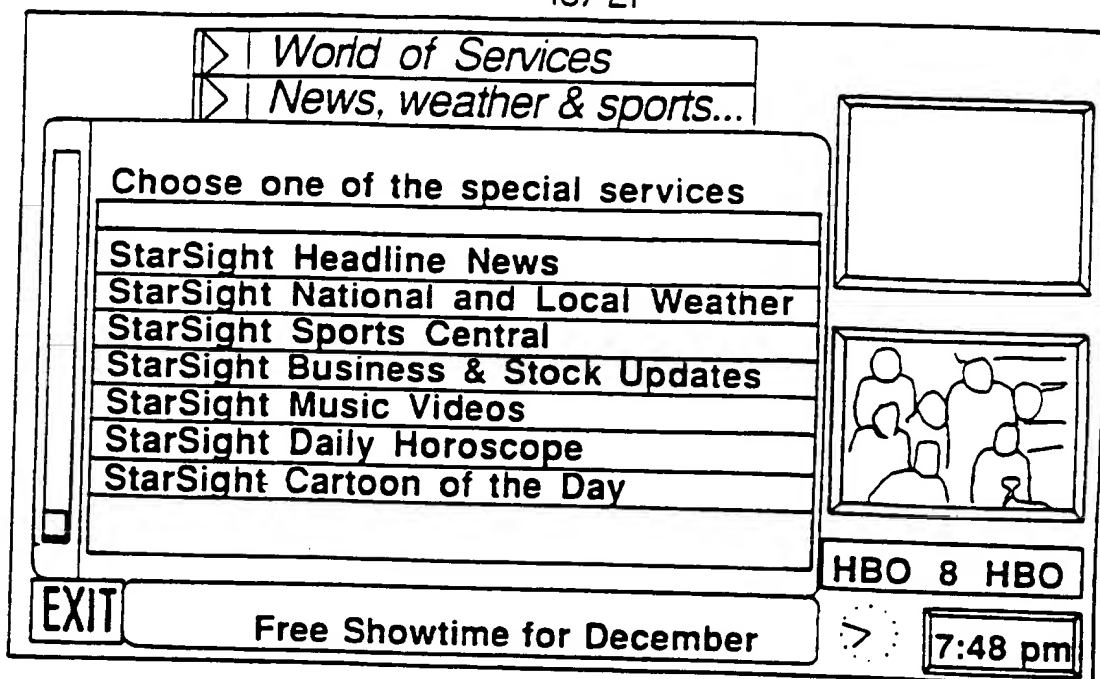 World of Services
News, weather & sports...
Choose one of the special services
StarSight Headline News
StarSight National and Local Weather
StarSight Sports Central
StarSight Business & Stock Updates
StarSight Music Videos
StarSight Daily Horoscope
StarSight Cartoon of the Day
HBO 8 HBO
EXIT
Free Showtime for December
7:48 pm